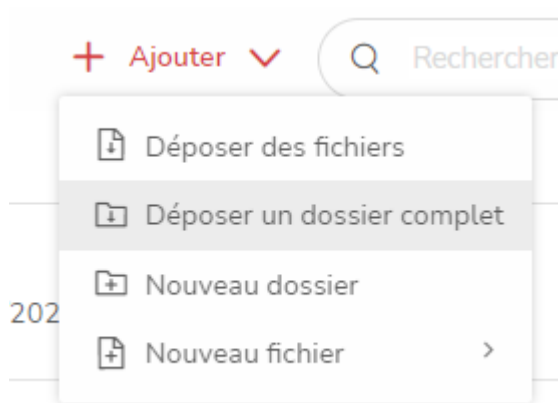 Ajouter
Rechercher
Déposer des fichiers
Déposer un dossier complet
Nouveau dossier
202
Nouveau fichier